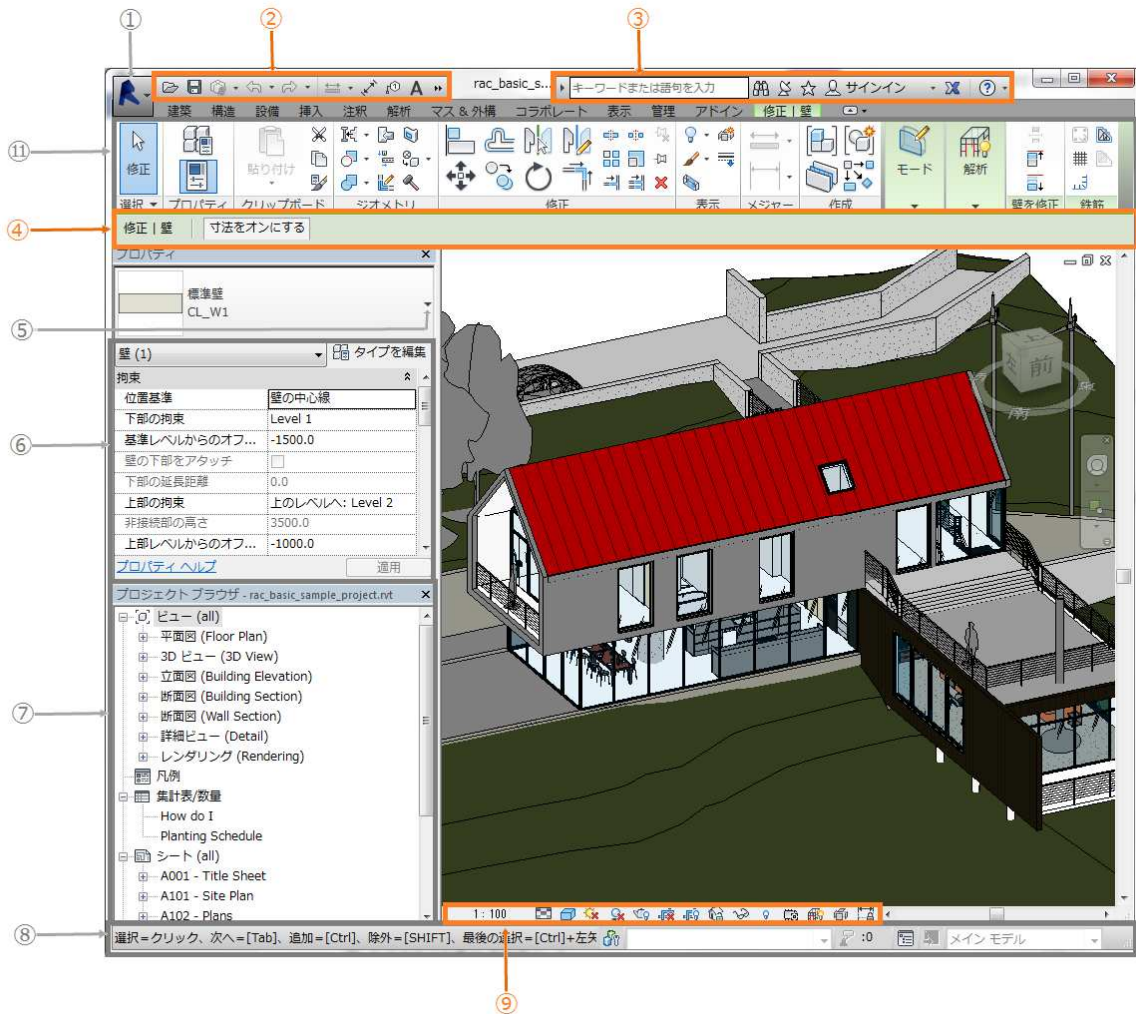 ① ② ③
rac_basic_s... キーワードまたは語句を入力 サインイン
建築 構造 設備 挿入 注釈 解析 マス & 外構 コラボレート 表示 管理 アドイン 修正 | 壁
⑪
修正 貼り付け モード 解析
選択 プロパティ クリップボード ジオメトリ 修正 表示 メジャー 作成 壁を修正 鉄筋
④ 修正 | 壁 寸法をオンにする
プロパティ
標準壁
CL_W1
⑤
壁 (1) タイプを編集
拘束
位置基準 壁の中心線
下部の拘束 Level 1
⑥ 基準レベルからのオフ... -1500.0
壁の下部をアタッチ
下部の延長距離 0.0
上部の拘束 上のレベルへ: Level 2
非接続部の高さ 3500.0
上部レベルからのオフ... -1000.0
プロパティ ヘルプ 適用
上
前
南
プロジェクト ブラウザ - rac_basic_sample_project.rvt
ビュー (all)
平面図 (Floor Plan)
3D ビュー (3D View)
立面図 (Building Elevation)
断面図 (Building Section)
⑦ 断面図 (Wall Section)
詳細ビュー (Detail)
レンダリング (Rendering)
凡例
集計表/数量
How do I
Planting Schedule
シート (all)
A001 - Title Sheet
A101 - Site Plan
A102 - Plans
1 : 100
⑧ 選択=クリック、次へ=[Tab]、追加=[Ctrl]、除外=[SHIFT]、最後の選択=[Ctrl]+左矢 :0 メイン モデル
⑨